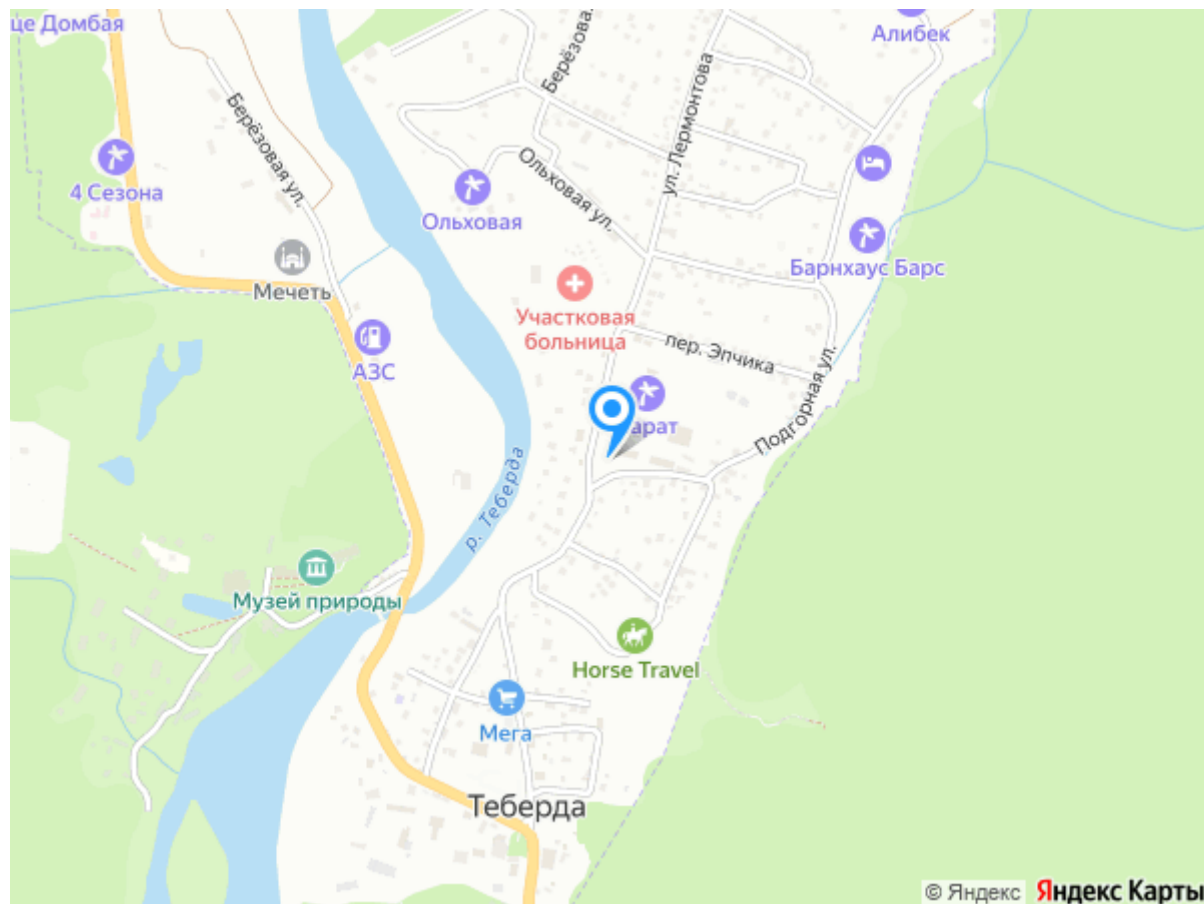 це Домбая
Берёзовая
Алибек
Берёзовая ул.
ул. Лермонтова
4 Сезона
Ольховая
Ольховая ул.
Барнхаус Барс
Мечеть
Участковая
больница
пер. Эпчика
АЗС
арат
Подгорная ул.
р. Теберда
Музей природы
Horse Travel
Мега
Теберда
© Яндекс Яндекс Карты